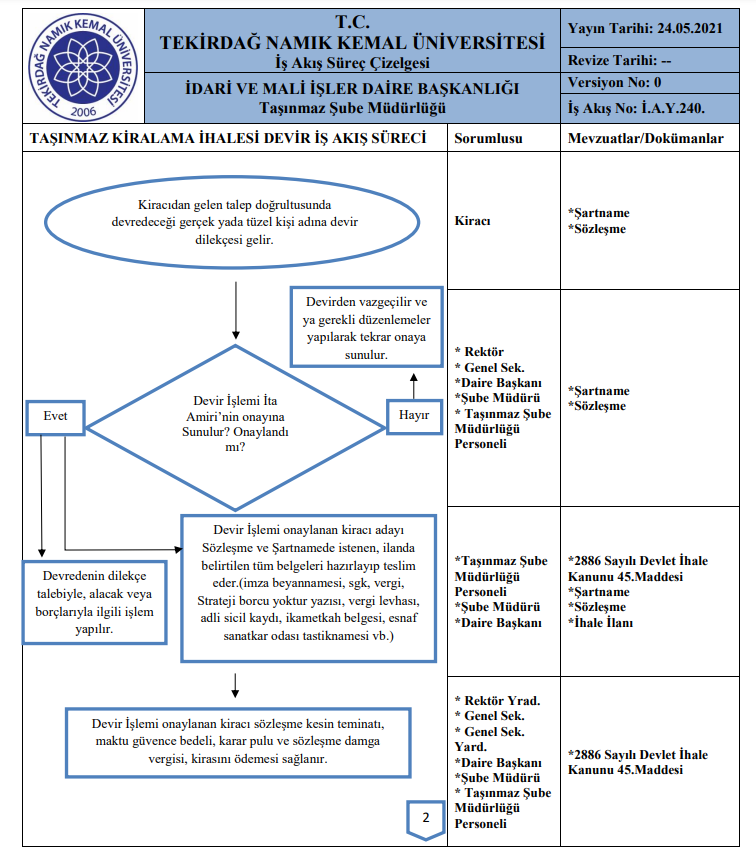 TEKİRDAĞ NAMIK KEMAL ÜNİVERSİTESİ
2006
T.C.
TEKİRDAĞ NAMIK KEMAL ÜNİVERSİTESİ
İş Akış Süreç Çizelgesi
İDARİ VE MALİ İŞLER DAİRE BAŞKANLIĞI
Taşınmaz Şube Müdürlüğü
Yayın Tarihi: 24.05.2021
Revize Tarihi: --
Versiyon No: 0
İş Akış No: İ.A.Y.240.
TAŞINMAZ KİRALAMA İHALESİ DEVİR İŞ AKIŞ SÜRECİ
Sorumlusu
Mevzuatlar/Dokümanlar
Kiracıdan gelen talep doğrultusunda
devredeceği gerçek yada tüzel kişi adına devir
dilekçesi gelir.
Kiracı
*Şartname
*Sözleşme
Devirden vazgeçilir ve
ya gerekli düzenlemeler
yapılarak tekrar onaya
sunulur.
Evet
Devir İşlemi İta
Amiri’nin onayına
Sunulur? Onaylandı
mı?
Hayır
* Rektör
* Genel Sek.
*Daire Başkanı
*Şube Müdürü
* Taşınmaz Şube
Müdürlüğü
Personeli
*Şartname
*Sözleşme
Devredenin dilekçe
talebiyle, alacak veya
borçlarıyla ilgili işlem
yapılır.
Devir İşlemi onaylanan kiracı adayı
Sözleşme ve Şartnamede istenen, ilanda
belirtilen tüm belgeleri hazırlayıp teslim
eder.(imza beyannamesi, sgk, vergi,
Strateji borcu yoktur yazısı, vergi levhası,
adli sicil kaydı, ikametkah belgesi, esnaf
sanatkar odası tastiknamesi vb.)
*Taşınmaz Şube
Müdürlüğü
Personeli
*Şube Müdürü
*Daire Başkanı
*2886 Sayılı Devlet İhale
Kanunu 45.Maddesi
*Şartname
*Sözleşme
*İhale İlanı
Devir İşlemi onaylanan kiracı sözleşme kesin teminatı,
maktu güvence bedeli, karar pulu ve sözleşme damga
vergisi, kirasını ödemesi sağlanır.
2
* Rektör Yrad.
* Genel Sek.
* Genel Sek.
Yard.
*Daire Başkanı
*Şube Müdürü
* Taşınmaz Şube
Müdürlüğü
Personeli
*2886 Sayılı Devlet İhale
Kanunu 45.Maddesi